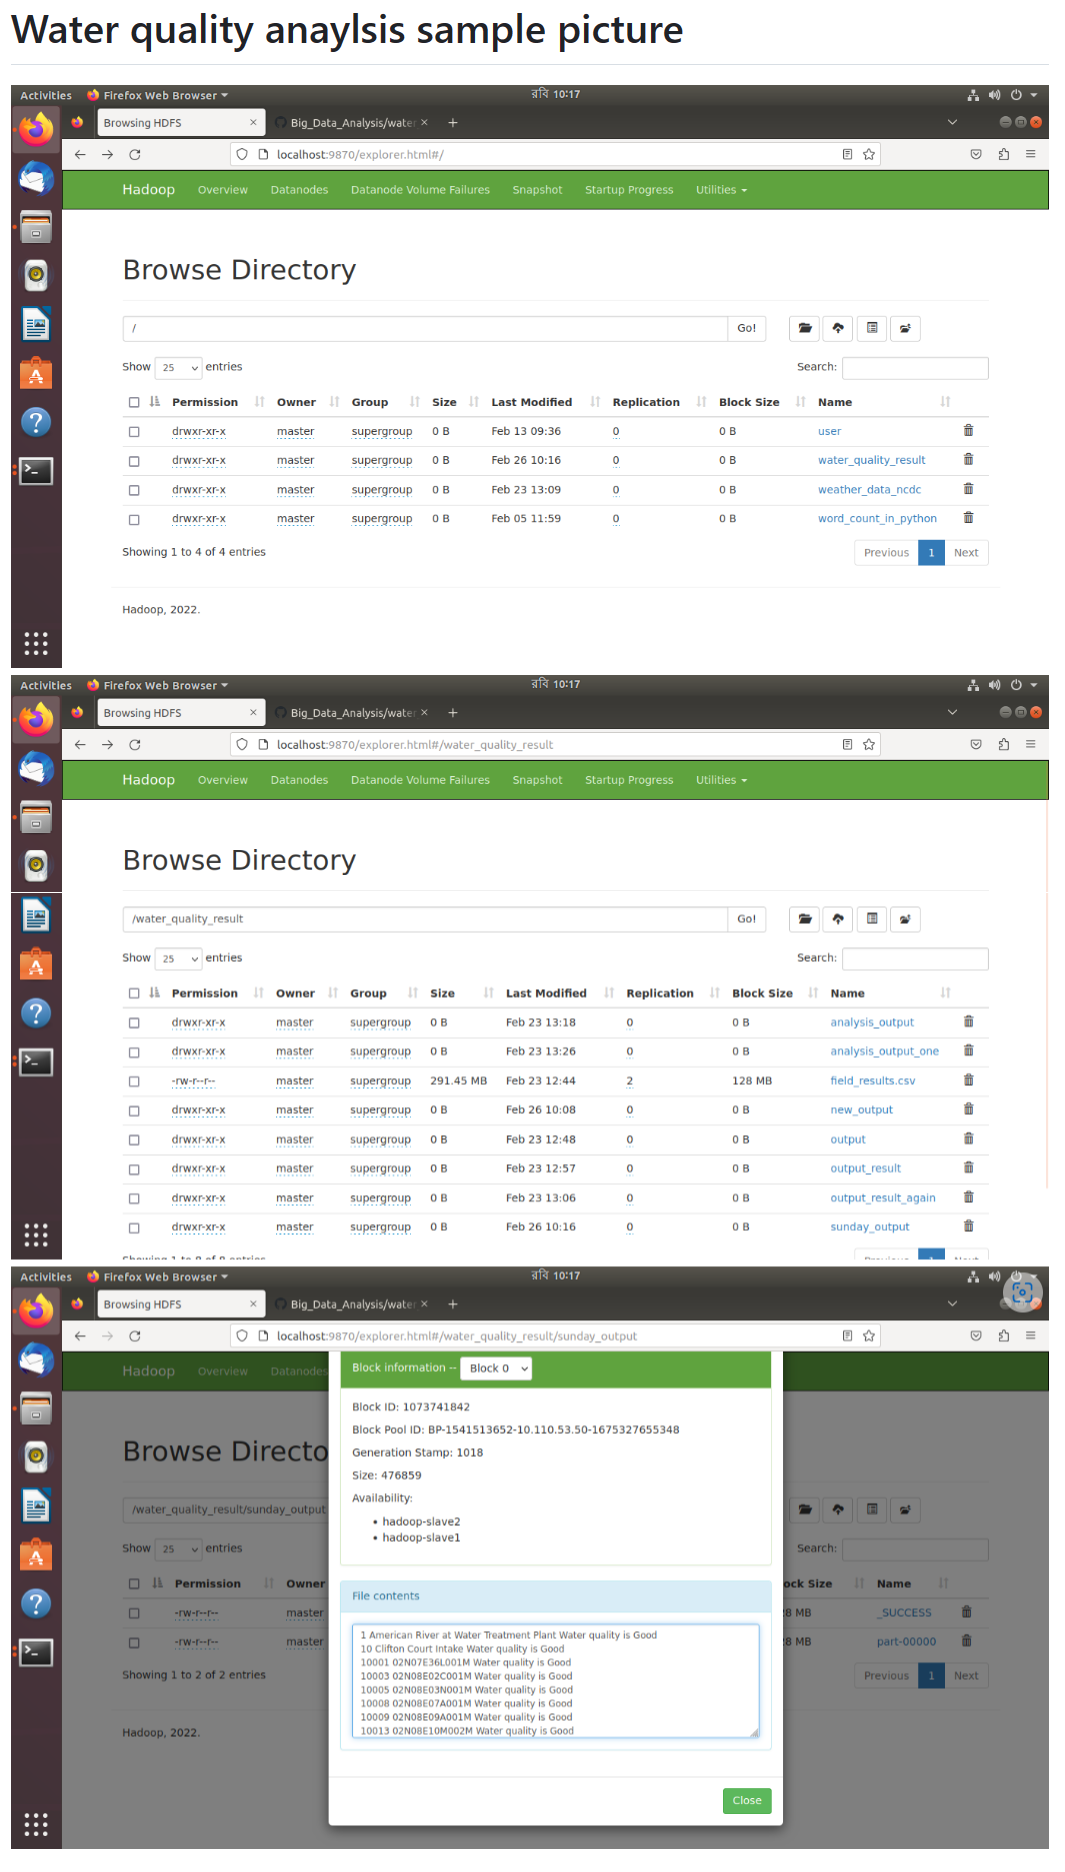 Water quality anaylsis sample picture
Activities Firefox Web Browser রবি 10:17
Browsing HDFS × Big_Data_Analysis/water × +
localhost:9870/explorer.html#/
Hadoop Overview Datanodes Datanode Volume Failures Snapshot Startup Progress Utilities
Browse Directory
/ Go!
Show 25 entries Search:
Permission Owner Group Size Last Modified Replication Block Size Name
drwxr-xr-x master supergroup 0 B Feb 13 09:36 0 0 B user
drwxr-xr-x master supergroup 0 B Feb 26 10:16 0 0 B water_quality_result
drwxr-xr-x master supergroup 0 B Feb 23 13:09 0 0 B weather_data_ncdc
drwxr-xr-x master supergroup 0 B Feb 05 11:59 0 0 B word_count_in_python
Showing 1 to 4 of 4 entries Previous 1 Next
Hadoop, 2022.
Activities Firefox Web Browser রবি 10:17
Browsing HDFS × Big_Data_Analysis/water × +
localhost:9870/explorer.html#/water_quality_result
Hadoop Overview Datanodes Datanode Volume Failures Snapshot Startup Progress Utilities
Browse Directory
/water_quality_result Go!
Show 25 entries Search:
Permission Owner Group Size Last Modified Replication Block Size Name
drwxr-xr-x master supergroup 0 B Feb 23 13:18 0 0 B analysis_output
drwxr-xr-x master supergroup 0 B Feb 23 13:26 0 0 B analysis_output_one
-rw-r--r-- master supergroup 291.45 MB Feb 23 12:44 2 128 MB field_results.csv
drwxr-xr-x master supergroup 0 B Feb 26 10:08 0 0 B new_output
drwxr-xr-x master supergroup 0 B Feb 23 12:48 0 0 B output
drwxr-xr-x master supergroup 0 B Feb 23 12:57 0 0 B output_result
drwxr-xr-x master supergroup 0 B Feb 23 13:06 0 0 B output_result_again
drwxr-xr-x master supergroup 0 B Feb 26 10:16 0 0 B sunday_output
Showing 1 to 8 of 8 entries Previous 1 Next
Activities Firefox Web Browser রবি 10:17
Browsing HDFS × Big_Data_Analysis/water × +
localhost:9870/explorer.html#/water_quality_result/sunday_output
Hadoop Overview Datanodes
Block information -- Block 0
Block ID: 1073741842
Block Pool ID: BP-1541513652-10.110.53.50-1675327655348
Generation Stamp: 1018
Size: 476859
Availability:
hadoop-slave2
hadoop-slave1
File contents
1 American River at Water Treatment Plant Water quality is Good
10 Clifton Court Intake Water quality is Good
10001 02N07E36L001M Water quality is Good
10003 02N08E02C001M Water quality is Good
10005 02N08E03N001M Water quality is Good
10008 02N08E07A001M Water quality is Good
10009 02N08E09A001M Water quality is Good
10013 02N08E10M002M Water quality is Good
Close
Browse Directo
/water_quality_result/sunday_output
Show 25 entries Search:
Permission Owner ock Size Name
-rw-r--r-- master 28 MB _SUCCESS
-rw-r--r-- master 28 MB part-00000
Showing 1 to 2 of 2 entries Previous 1 Next
Hadoop, 2022.